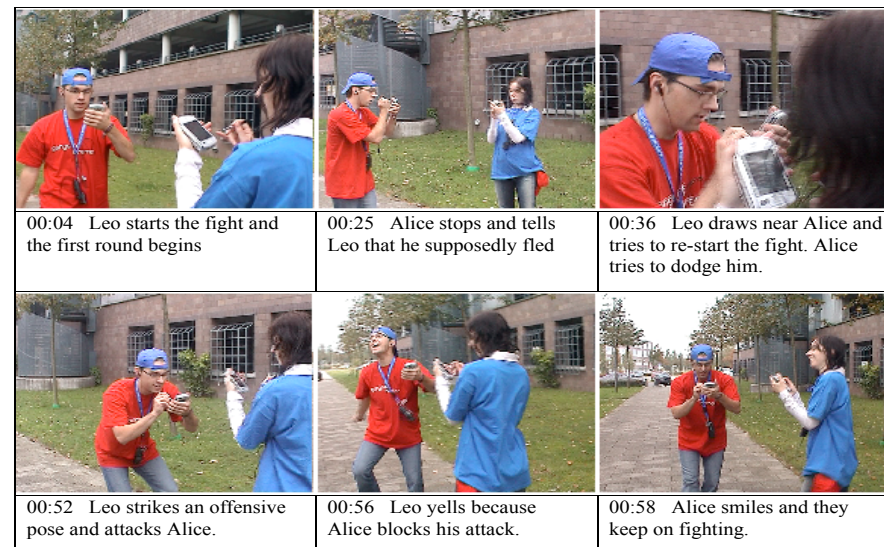 00:04 Leo starts the fight and
the first round begins
00:25 Alice stops and tells
Leo that he supposedly fled
00:36 Leo draws near Alice and
tries to re-start the fight. Alice
tries to dodge him.
00:52 Leo strikes an offensive
pose and attacks Alice.
00:56 Leo yells because
Alice blocks his attack.
00:58 Alice smiles and they
keep on fighting.